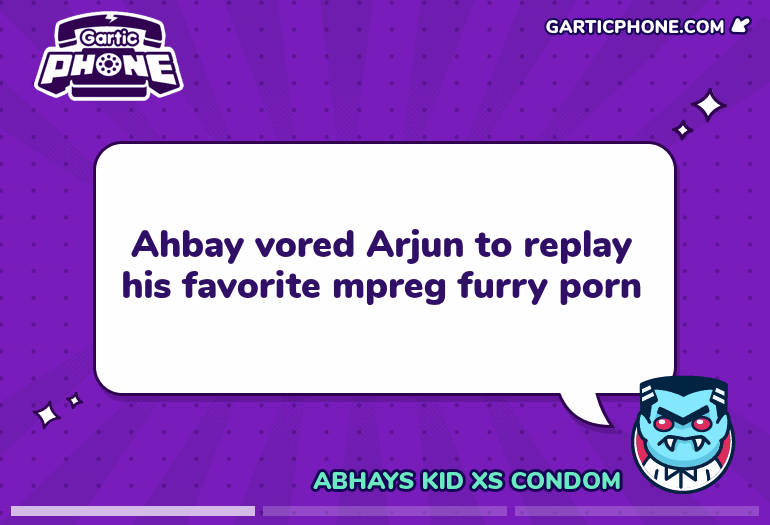 Gartic
PHONE
GARTICPHONE.COM
Ahbay vored Arjun to replay
his favorite mpreg furry porn
ABHAYS KID XS CONDOM